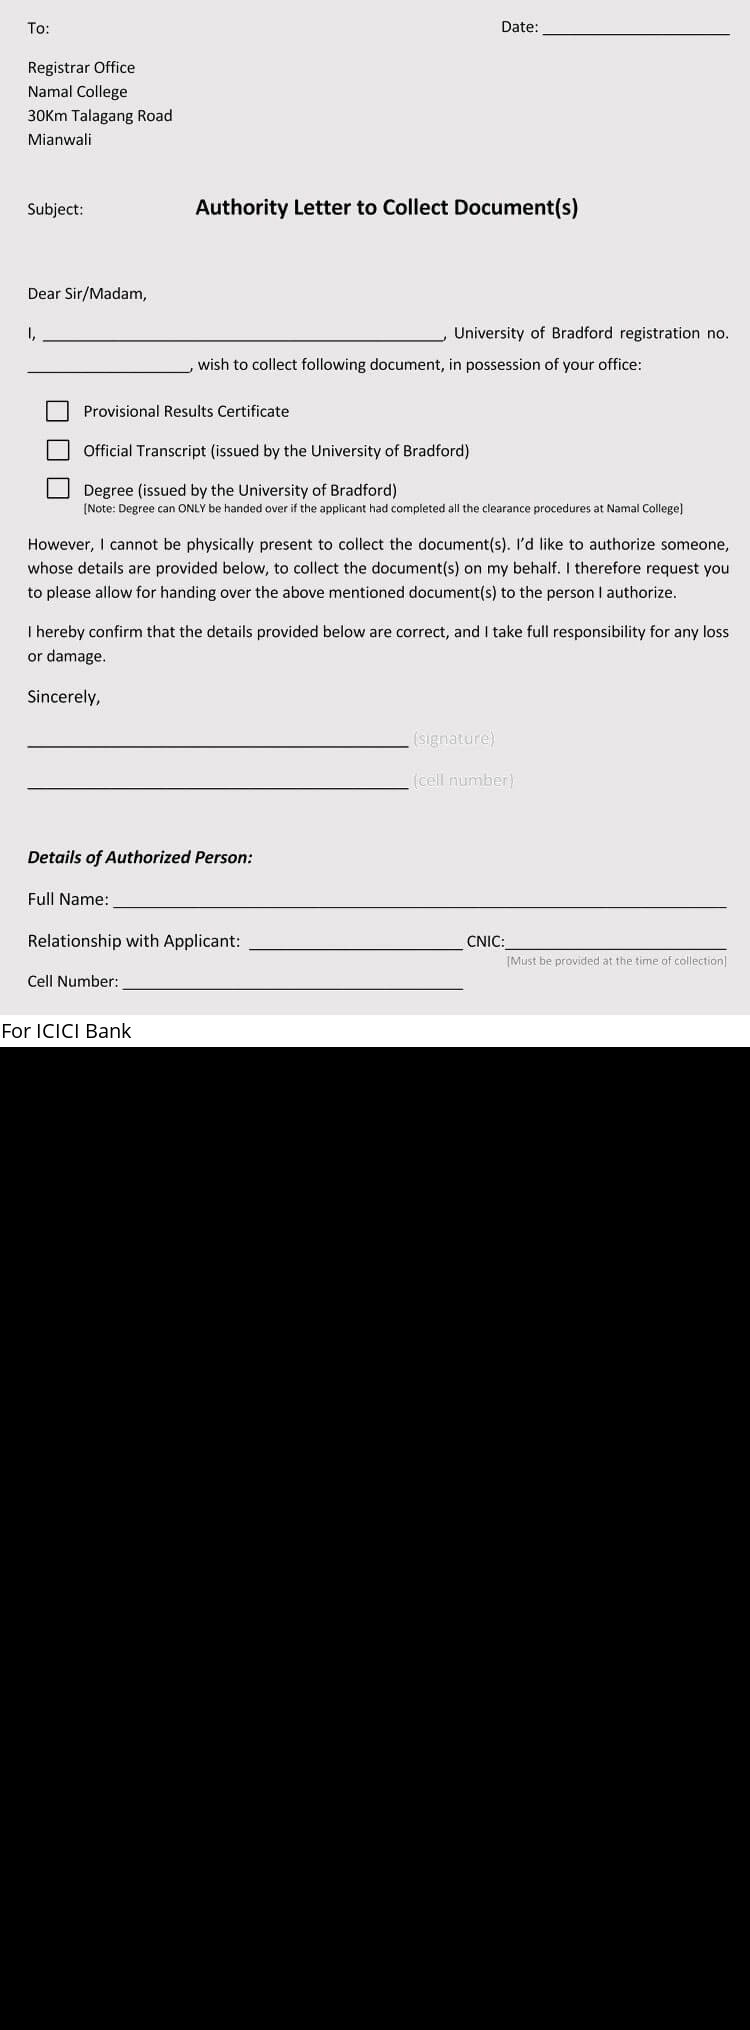 To:
Date: ______________________
Registrar Office
Namal College
30Km Talagang Road
Mianwali
Subject: Authority Letter to Collect Document(s)
Dear Sir/Madam,
I, _______________________________________________, University of Bradford registration no.
___________________, wish to collect following document, in possession of your office:
Provisional Results Certificate
Official Transcript (issued by the University of Bradford)
Degree (issued by the University of Bradford)
[Note: Degree can ONLY be handed over if the applicant had completed all the clearance procedures at Namal College]
However, I cannot be physically present to collect the document(s). I'd like to authorize someone,
whose details are provided below, to collect the document(s) on my behalf. I therefore request you
to please allow for handing over the above mentioned document(s) to the person I authorize.
I hereby confirm that the details provided below are correct, and I take full responsibility for any loss
or damage.
Sincerely,
___________________________________________ (signature)
___________________________________________ (cell number)
Details of Authorized Person:
Full Name: ______________________________________________________________________
Relationship with Applicant: ________________________ CNIC:_________________________
[Must be provided at the time of collection]
Cell Number: _______________________________________
For ICICI Bank